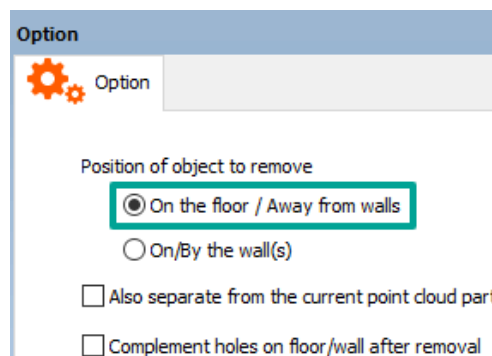 Option
Option
Position of object to remove
On the floor / Away from walls
On/By the wall(s)
Also separate from the current point cloud part
Complement holes on floor/wall after removal